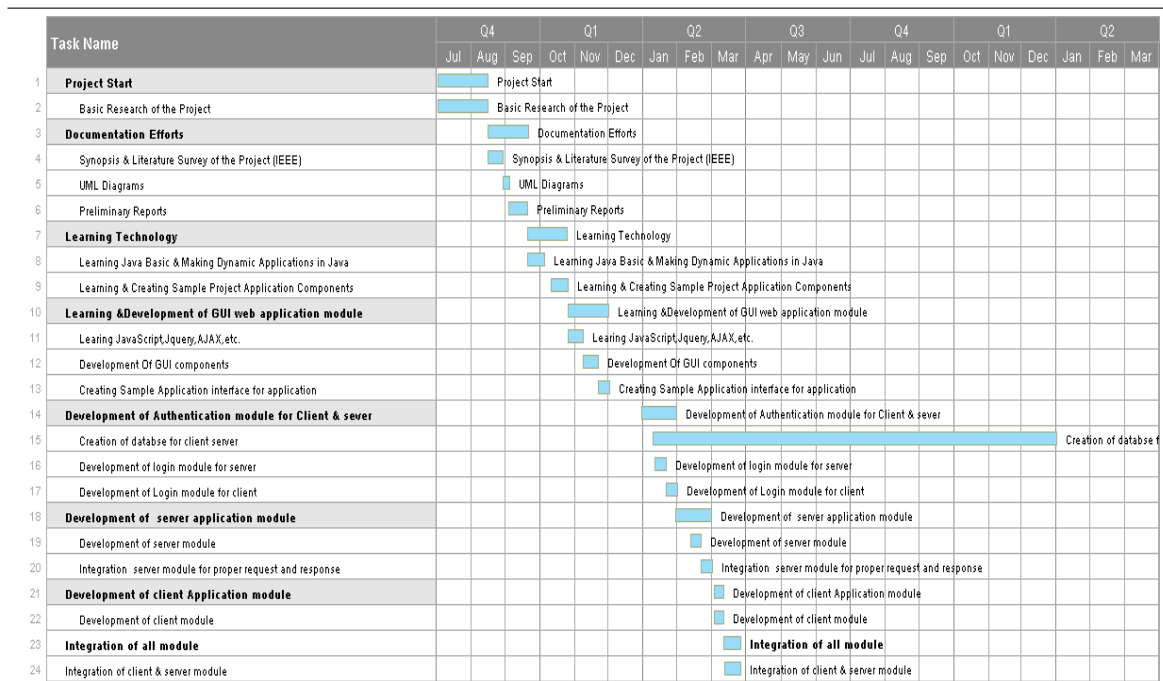 Task Name
Q4 Q1 Q2 Q3 Q4 Q1 Q2
Jul Aug Sep Oct Nov Dec Jan Feb Mar Apr May Jun Jul Aug Sep Oct Nov Dec Jan Feb Mar
1 Project Start Project Start
2 Basic Research of the Project Basic Research of the Project
3 Documentation Efforts Documentation Efforts
4 Synopsis & Literature Survey of the Project (IEEE) Synopsis & Literature Survey of the Project (IEEE)
5 UML Diagrams UML Diagrams
6 Preliminary Reports Preliminary Reports
7 Learning Technology Learning Technology
8 Learning Java Basic & Making Dynamic Applications in Java Learning Java Basic & Making Dynamic Applications in Java
9 Learning & Creating Sample Project Application Components Learning & Creating Sample Project Application Components
10 Learning &Development of GUI web application module Learning &Development of GUI web application module
11 Learing JavaScript,Jquery,AJAX,etc. Learing JavaScript,Jquery,AJAX,etc.
12 Development Of GUI components Development Of GUI components
13 Creating Sample Application interface for application Creating Sample Application interface for application
14 Development of Authentication module for Client & sever Development of Authentication module for Client & sever
15 Creation of databse for client server Creation of databse f
16 Development of login module for server Development of login module for server
17 Development of Login module for client Development of Login module for client
18 Development of server application module Development of server application module
19 Development of server module Development of server module
20 Integration server module for proper request and response Integration server module for proper request and response
21 Development of client Application module Development of client Application module
22 Development of client module Development of client module
23 Integration of all module Integration of all module
24 Integration of client & server module Integration of client & server module